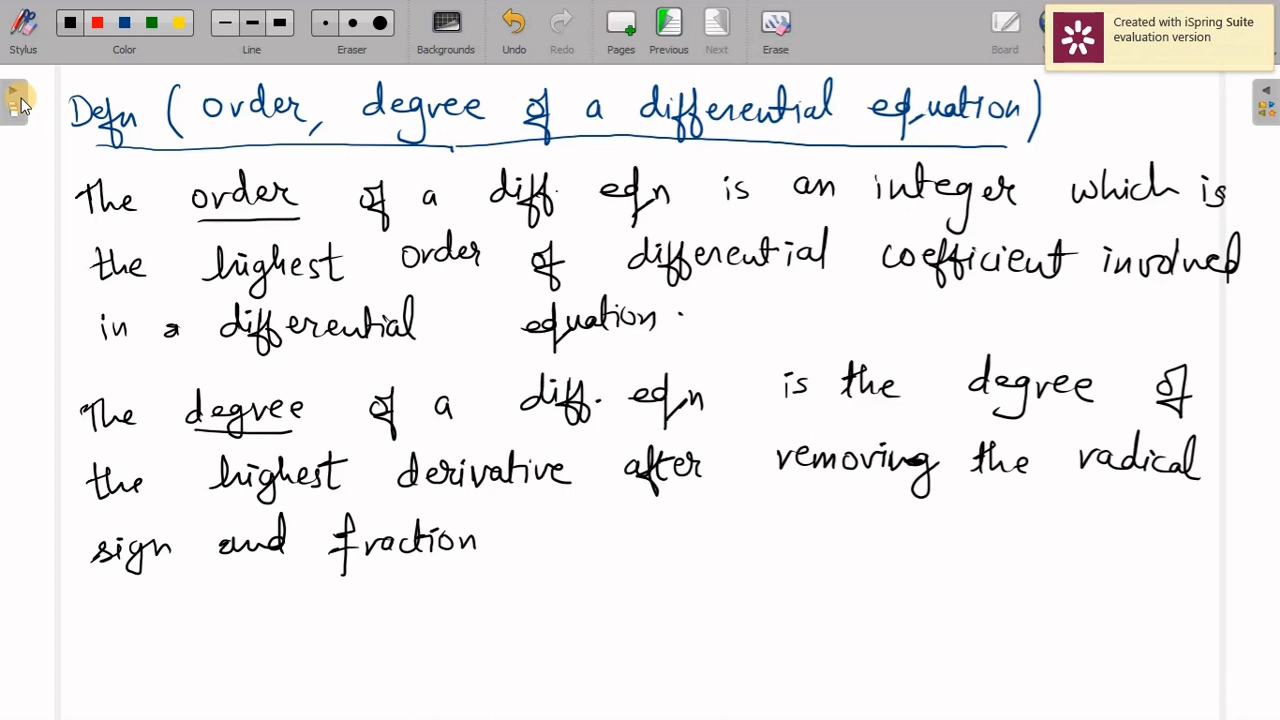 Stylus
Color
Line
Eraser
Backgrounds
Undo
Redo
Pages
Previous
Next
Erase
Board
Created with iSpring Suite
evaluation version
Defn (order, degree of a differential equation)
The order of a diff. eqn is an integer which is
the highest order of differential coefficient involved
in a differential equation.
The degree of a diff. eqn is the degree of
the highest derivative after removing the radical
sign and fraction